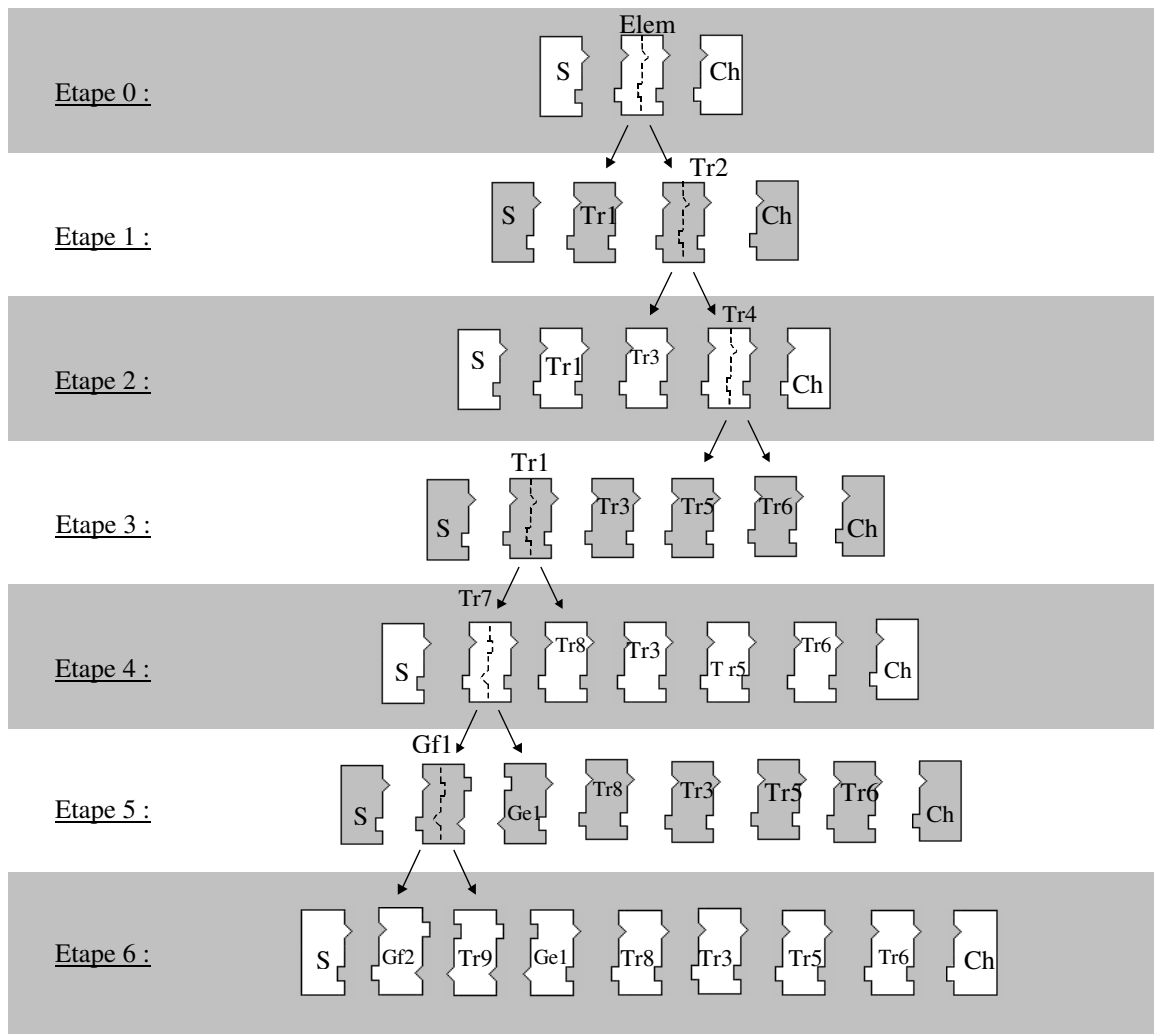 Elem
Etape 0 :
S
Ch
Tr2
Etape 1 :
S
Tr1
Ch
Tr4
Etape 2 :
S
Tr1
Tr3
Ch
Tr1
Etape 3 :
S
Tr3
Tr5
Tr6
Ch
Tr7
Etape 4 :
S
Tr8
Tr3
T r5
Tr6
Ch
Gf1
Etape 5 :
S
Ge1
Tr8
Tr3
Tr5
Tr6
Ch
Etape 6 :
S
Gf2
Tr9
Ge1
Tr8
Tr3
Tr5
Tr6
Ch